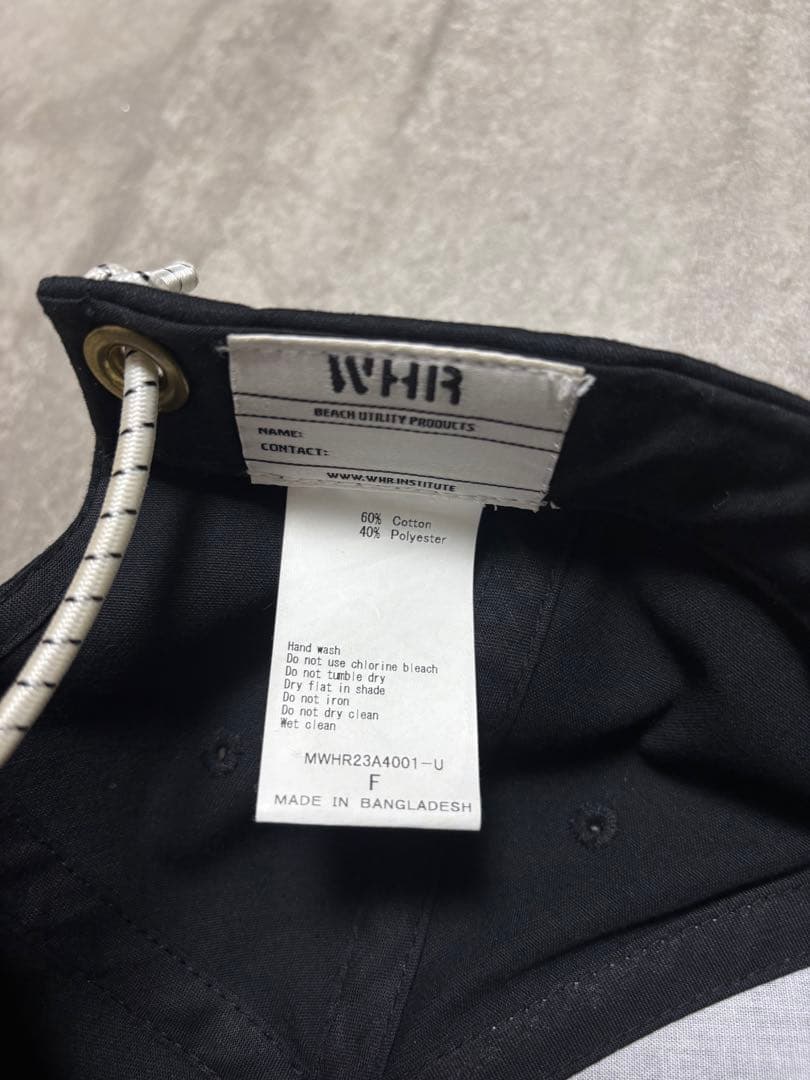 WHR
BEACH UTILITY PRODUCTS
NAME:
CONTACT:
WWW.WHR.INSTITUTE
60% Cotton
40% Polyester
Hand wash
Do not use chlorine bleach
Do not tumble dry
Dry flat in shade
Do not iron
Do not dry clean
Wet clean
MWHR23A4001-U
F
MADE IN BANGLADESH